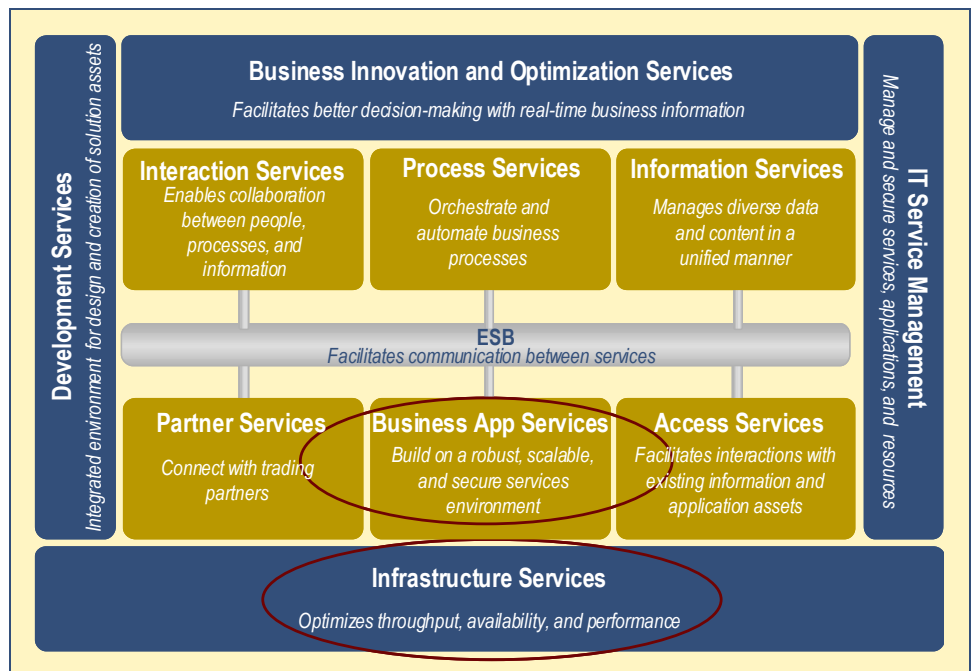 Business Innovation and Optimization Services
Facilitates better decision-making with real-time business information
Development Services
Integrated environment for design and creation of solution assets
Interaction Services
Enables collaboration
between people,
processes, and
information
Process Services
Orchestrate and
automate business
processes
Information Services
Manages diverse data
and content in a
unified manner
IT Service Management
Manage and secure services, applications, and resources
ESB
Facilitates communication between services
Partner Services
Connect with trading
partners
Business App Services
Build on a robust, scalable,
and secure services
environment
Access Services
Facilitates interactions with
existing information and
application assets
Infrastructure Services
Optimizes throughput, availability, and performance